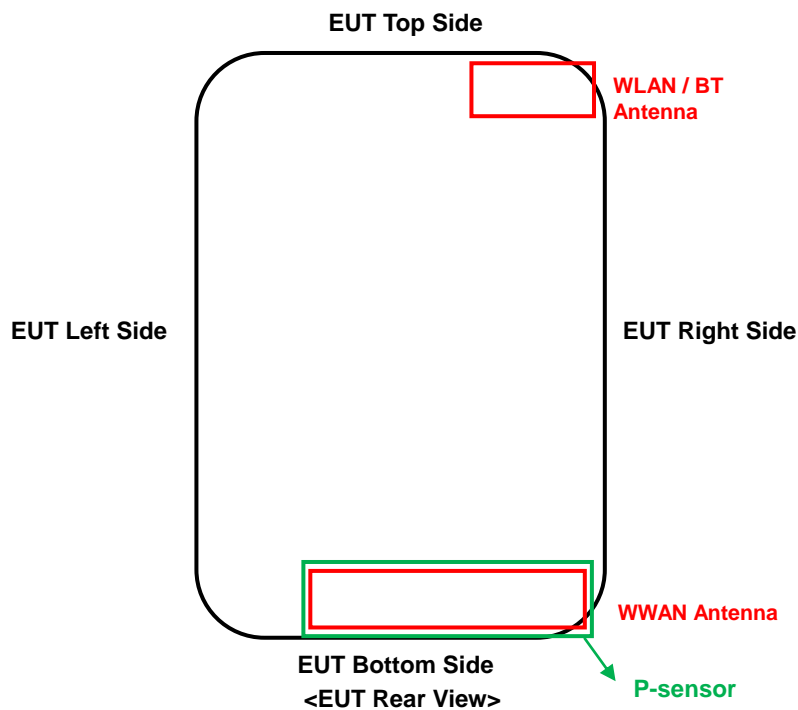 EUT Top Side
WLAN / BT
Antenna
EUT Left Side
EUT Right Side
WWAN Antenna
EUT Bottom Side
<EUT Rear View>
P-sensor